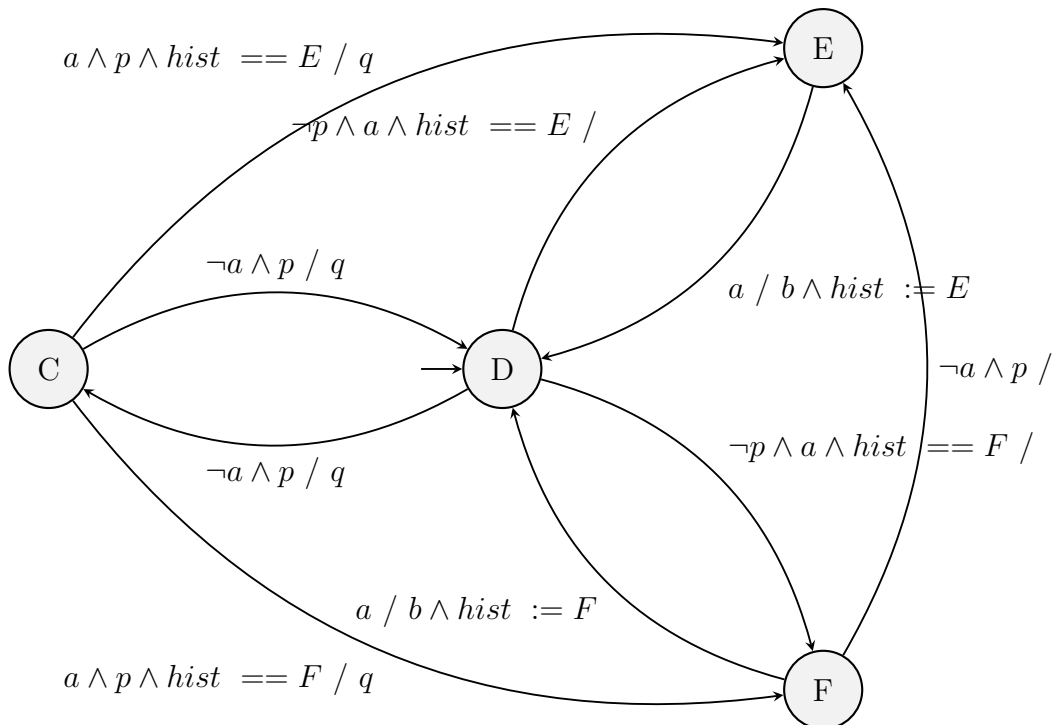 E
a ∧ p ∧ hist == E / q
¬p ∧ a ∧ hist == E /
¬a ∧ p / q
a / b ∧ hist := E
C
D
¬a ∧ p /
¬p ∧ a ∧ hist == F /
¬a ∧ p / q
a / b ∧ hist := F
a ∧ p ∧ hist == F / q
F